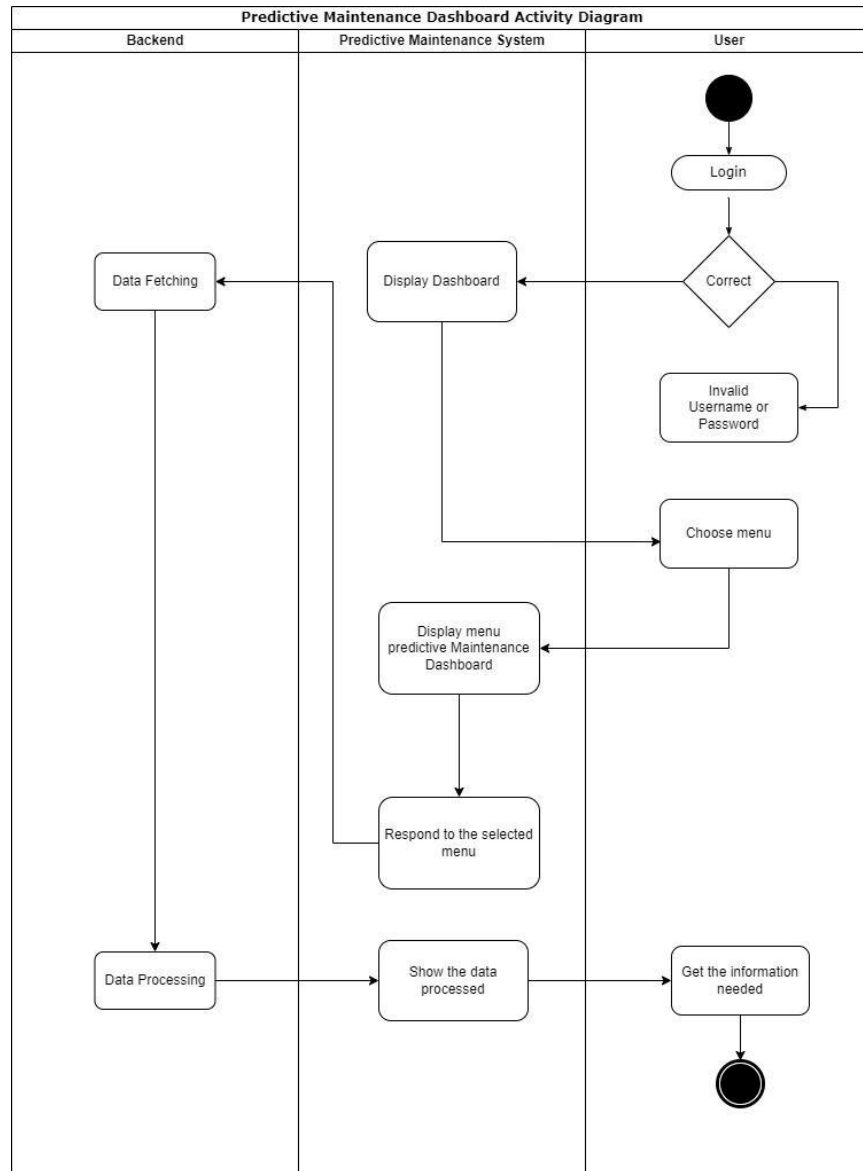 Predictive Maintenance Dashboard Activity Diagram
Backend
Predictive Maintenance System
User
Login
Data Fetching
Display Dashboard
Correct
Invalid
Username or
Password
Choose menu
Display menu
predictive Maintenance
Dashboard
Respond to the selected
menu
Data Processing
Show the data
processed
Get the information
needed